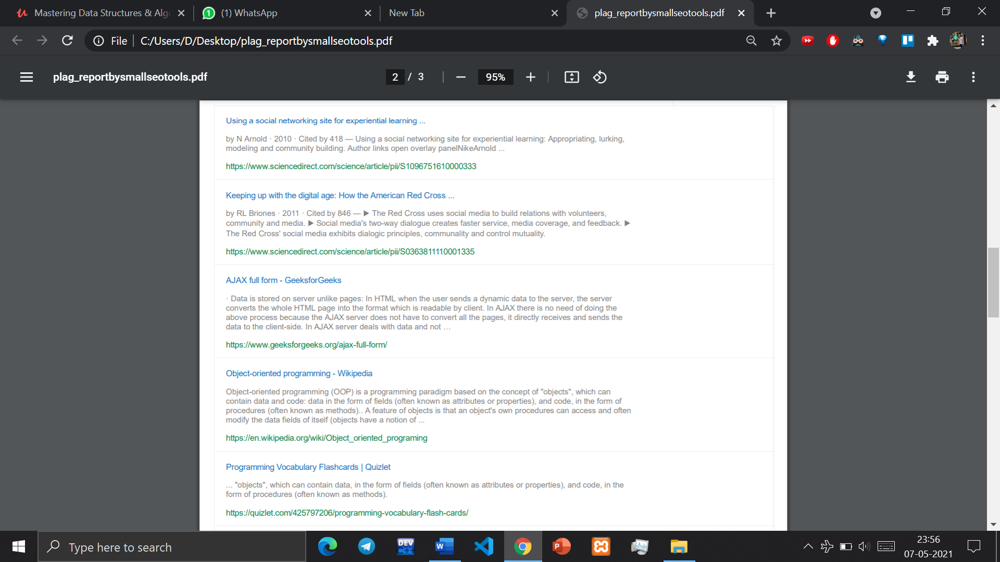 Mastering Data Structures & Alg
(1) WhatsApp
New Tab
plag_reportbysmallseotools.pdf
File
C:/Users/D/Desktop/plag_reportbysmallseotools.pdf
plag_reportbysmallseotools.pdf
2 / 3
95%
Using a social networking site for experiential learning ...
by N Arnold · 2010 · Cited by 418 — Using a social networking site for experiential learning: Appropriating, lurking,
modeling and community building. Author links open overlay panelNikeArnold ...
https://www.sciencedirect.com/science/article/pii/S1096751610000333
Keeping up with the digital age: How the American Red Cross ...
by RL Briones · 2011 · Cited by 846 — ▶ The Red Cross uses social media to build relations with volunteers,
community and media. ▶ Social media's two-way dialogue creates faster service, media coverage, and feedback. ▶
The Red Cross' social media exhibits dialogic principles, communality and control mutuality.
https://www.sciencedirect.com/science/article/pii/S0363811110001335
AJAX full form - GeeksforGeeks
· Data is stored on server unlike pages: In HTML when the user sends a dynamic data to the server, the server
converts the whole HTML page into the format which is readable by client. In AJAX there is no need of doing the
above process because the AJAX server does not have to convert all the pages, it directly receives and sends the
data to the client-side. In AJAX server deals with data and not …
https://www.geeksforgeeks.org/ajax-full-form/
Object-oriented programming - Wikipedia
Object-oriented programming (OOP) is a programming paradigm based on the concept of "objects", which can
contain data and code: data in the form of fields (often known as attributes or properties), and code, in the form of
procedures (often known as methods).. A feature of objects is that an object's own procedures can access and often
modify the data fields of itself (objects have a notion of ...
https://en.wikipedia.org/wiki/Object_oriented_programing
Programming Vocabulary Flashcards | Quizlet
... "objects", which can contain data, in the form of fields (often known as attributes or properties), and code, in the
form of procedures (often known as methods).
https://quizlet.com/425797206/programming-vocabulary-flash-cards/
Type here to search
DEV
C++
W
P
23:56
07-05-2021